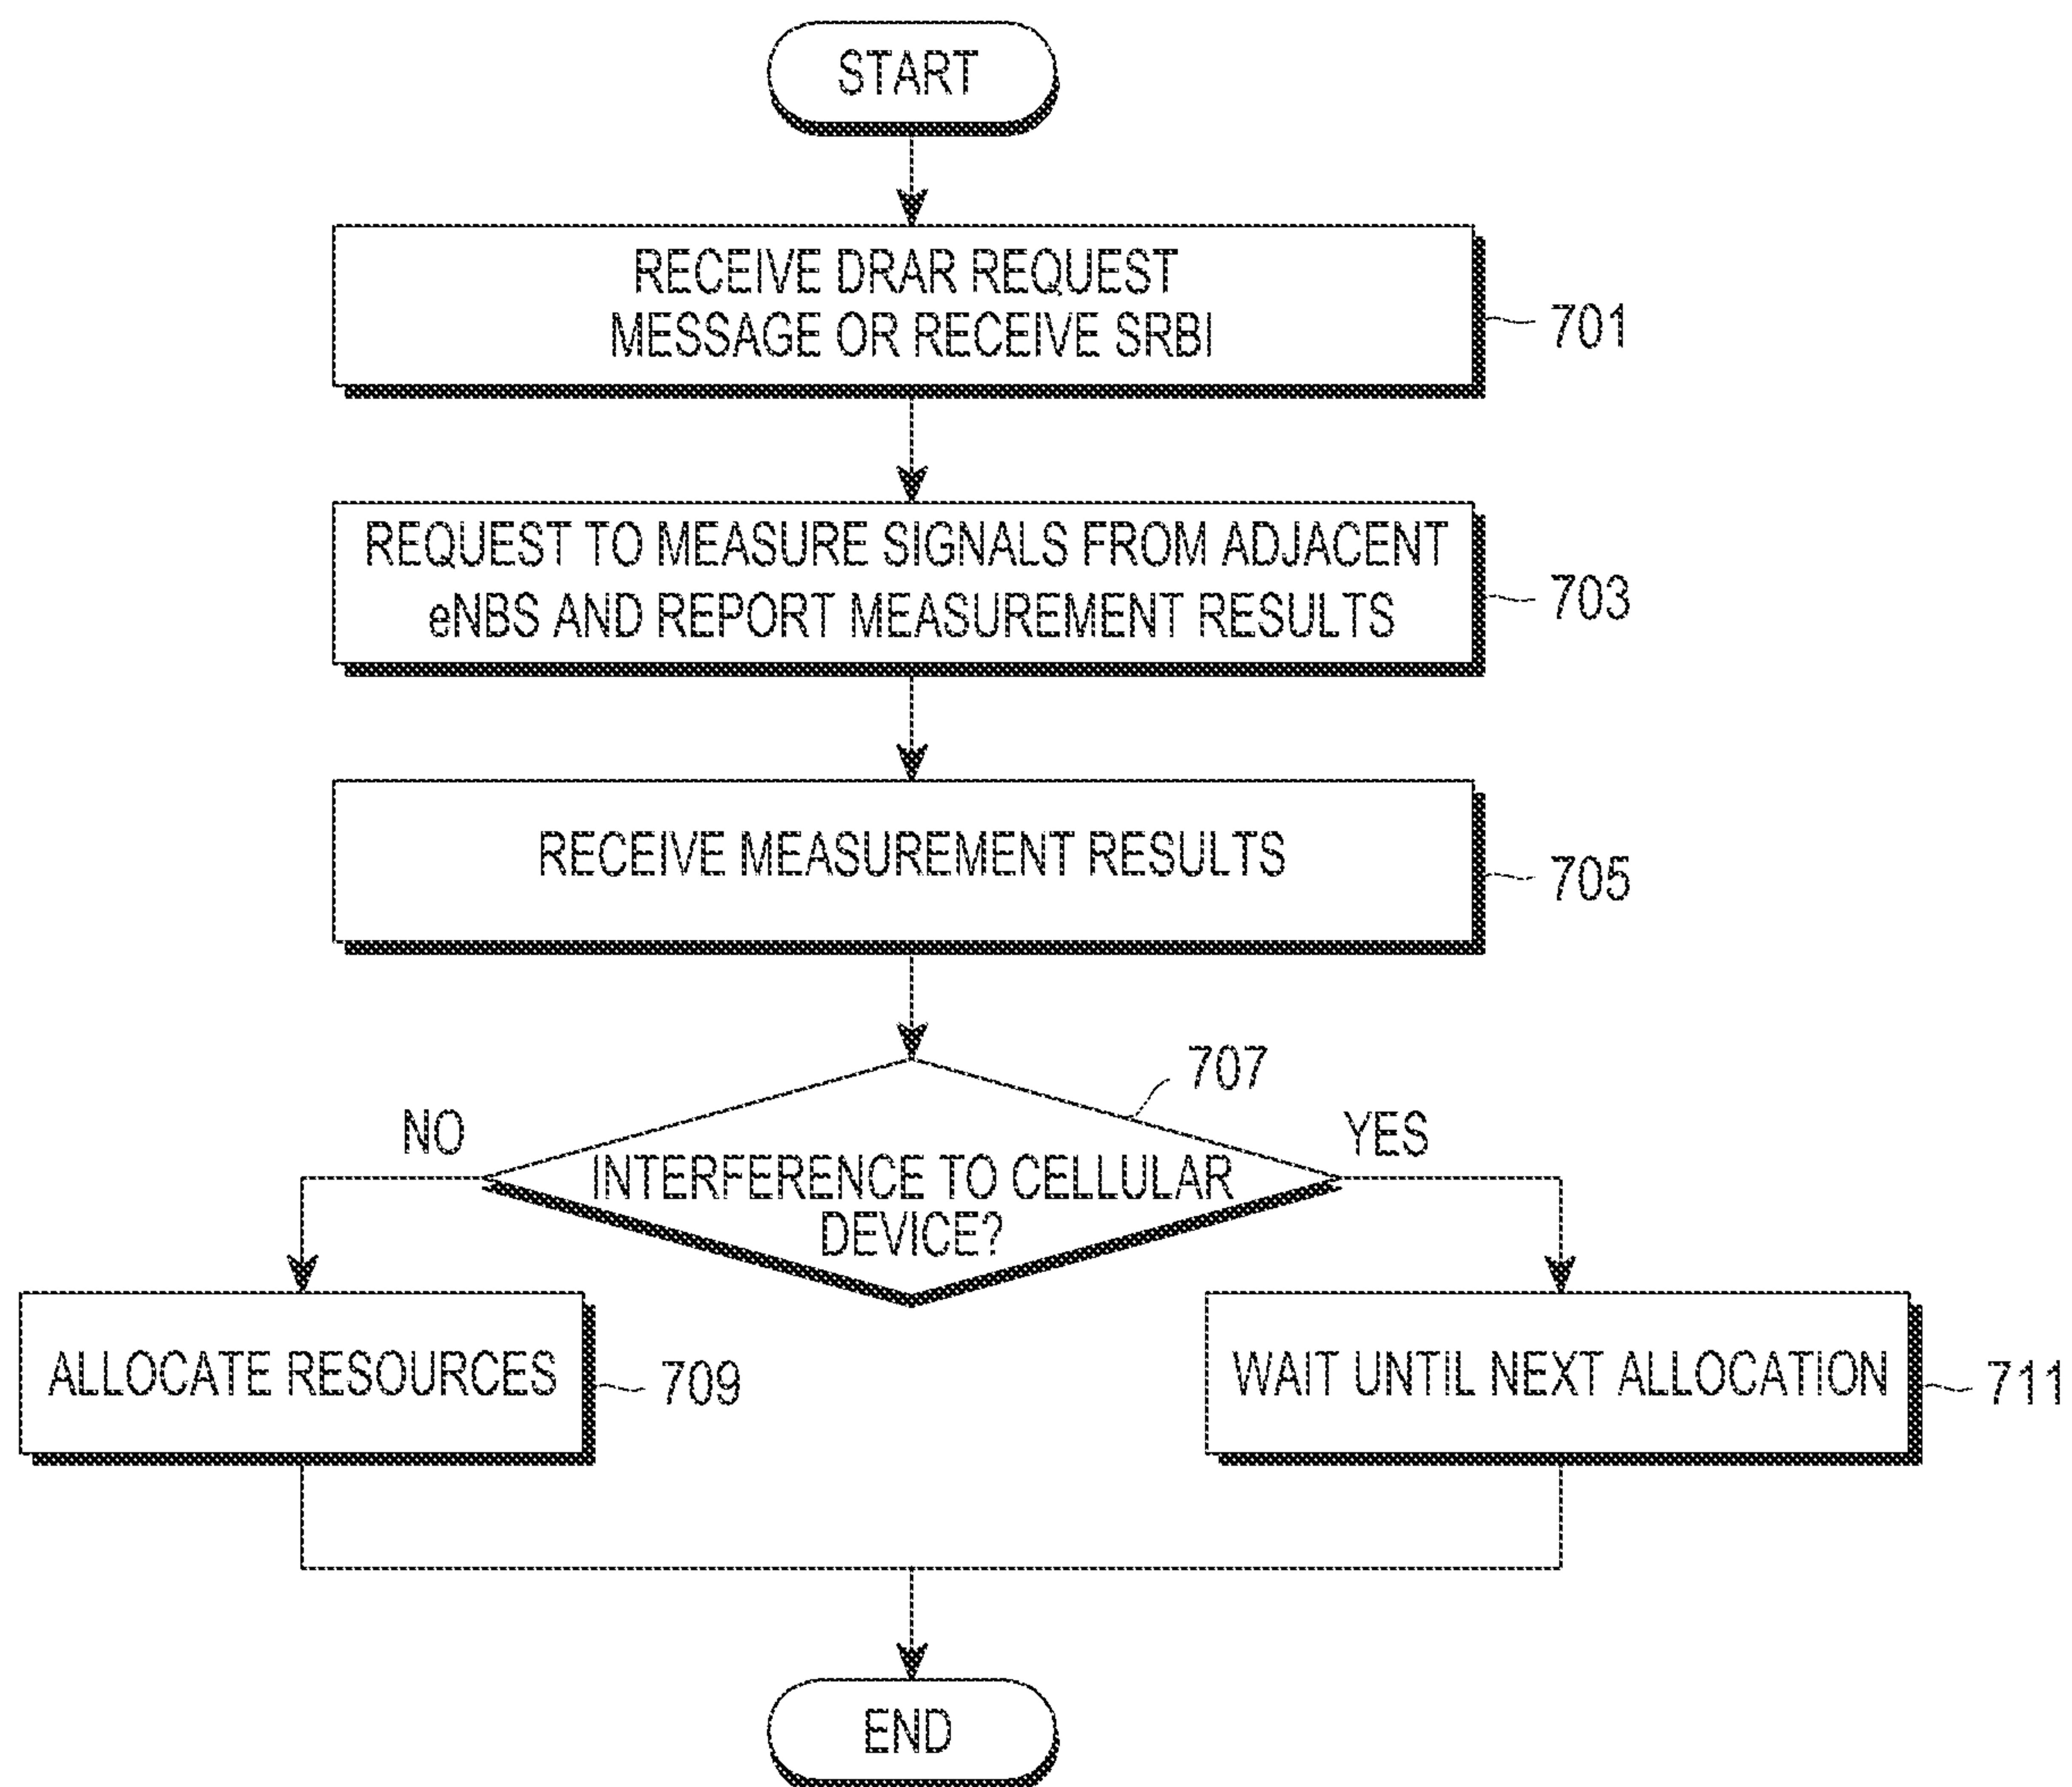 START
RECEIVE DRAR REQUEST
MESSAGE OR RECEIVE SRBI
701
REQUEST TO MEASURE SIGNALS FROM ADJACENT
eNBS AND REPORT MEASUREMENT RESULTS
703
RECEIVE MEASUREMENT RESULTS
705
707
NO
YES
INTERFERENCE TO CELLULAR
DEVICE?
ALLOCATE RESOURCES
709
WAIT UNTIL NEXT ALLOCATION
711
END